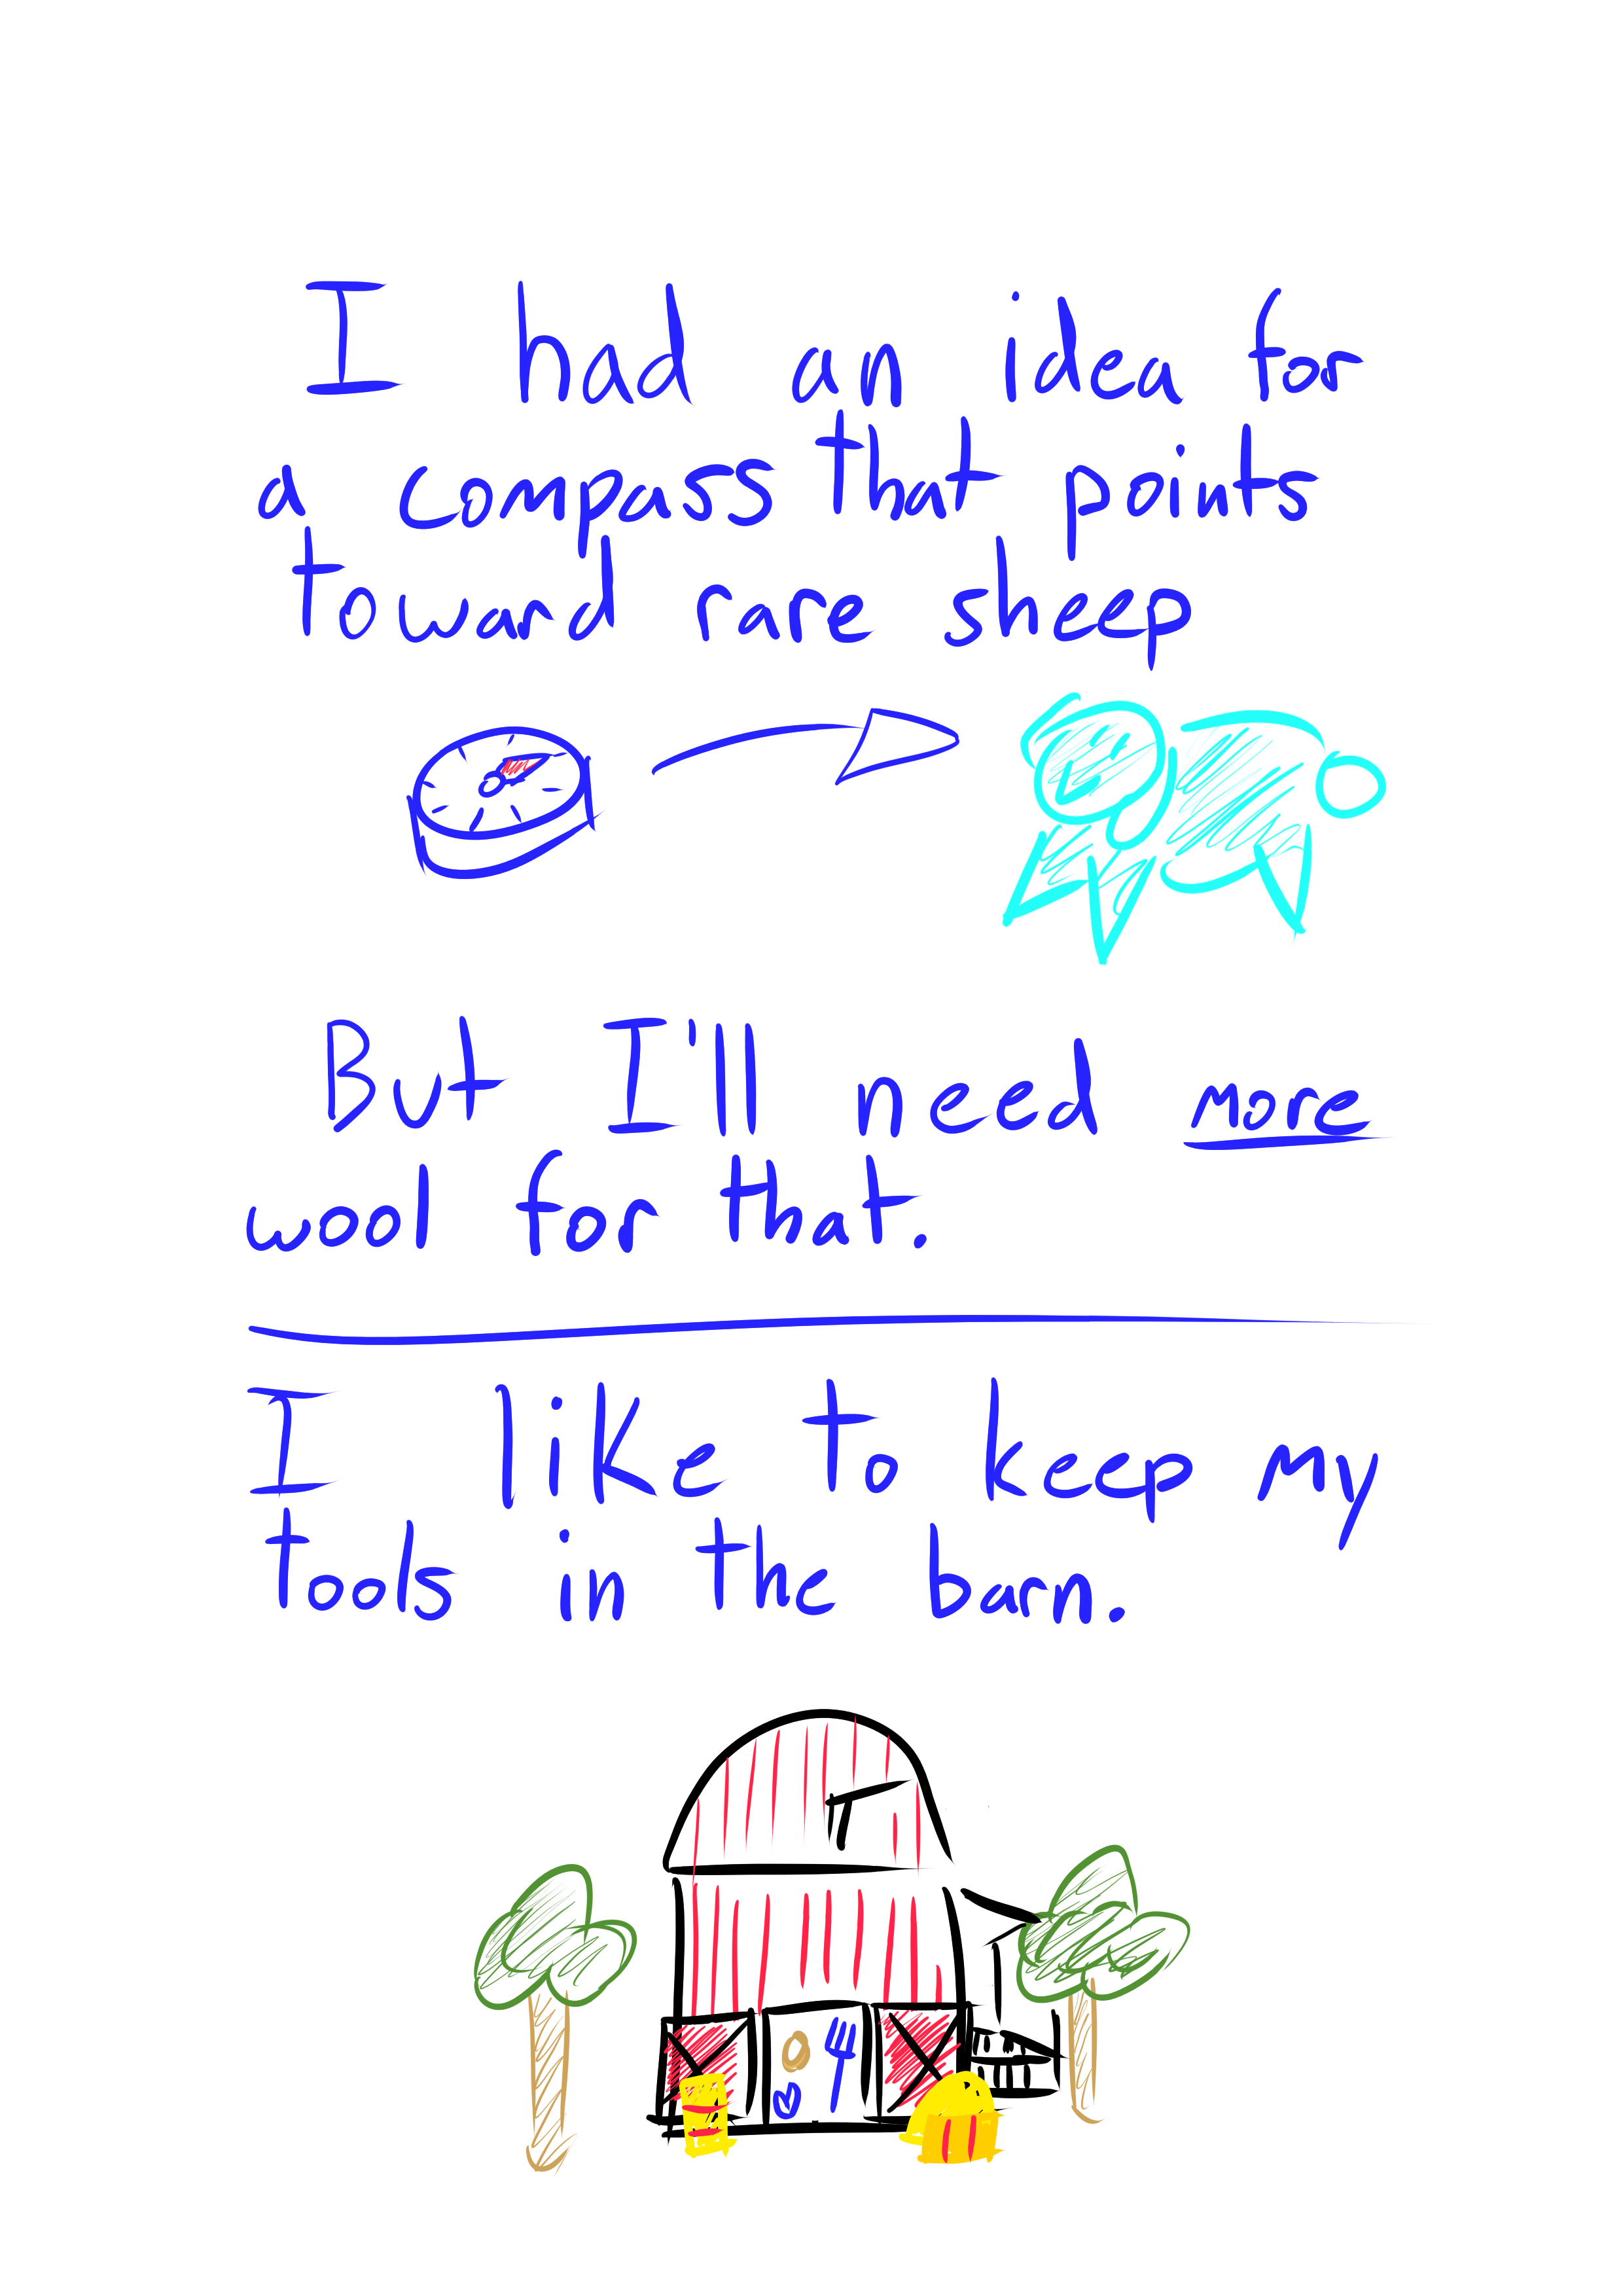 I had an idea for
a compass that points
toward rare sheep
But I'll need more
wool for that.
I like to keep my
tools in the barn.